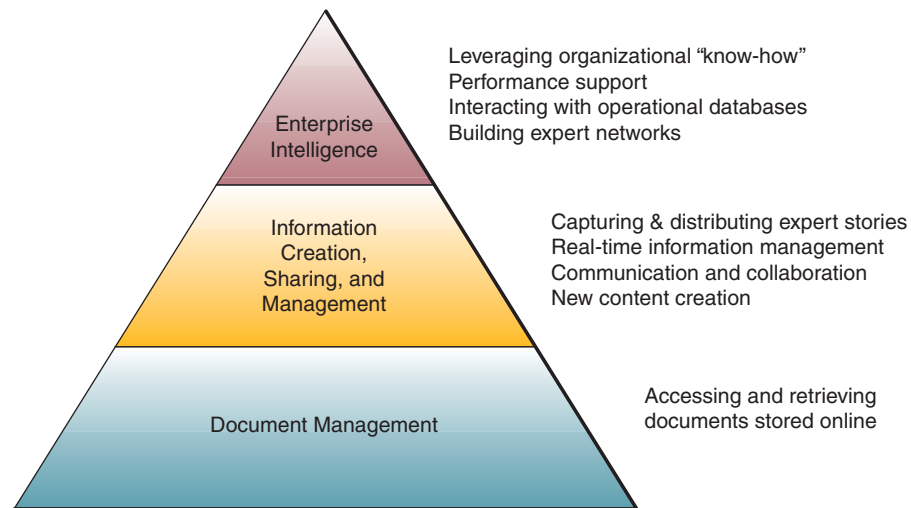 Enterprise
Intelligence
Leveraging organizational “know-how”
Performance support
Interacting with operational databases
Building expert networks
Information
Creation,
Sharing, and
Management
Capturing & distributing expert stories
Real-time information management
Communication and collaboration
New content creation
Document Management
Accessing and retrieving
documents stored online